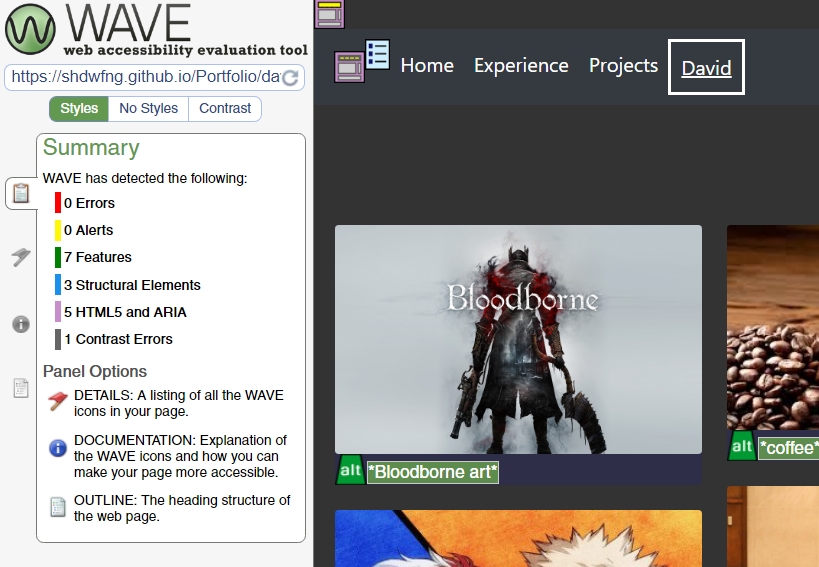 WAVE
web accessibility evaluation tool
https://shdwfng.github.io/Portfolio/da
Styles No Styles Contrast
Summary
WAVE has detected the following:
0 Errors
0 Alerts
7 Features
3 Structural Elements
5 HTML5 and ARIA
1 Contrast Errors
Panel Options
DETAILS: A listing of all the WAVE
icons in your page.
DOCUMENTATION: Explanation of
the WAVE icons and how you can
make your page more accessible.
OUTLINE: The heading structure of
the web page.
Home Experience Projects David
Bloodborne
alt *Bloodborne art*
alt *coffee*